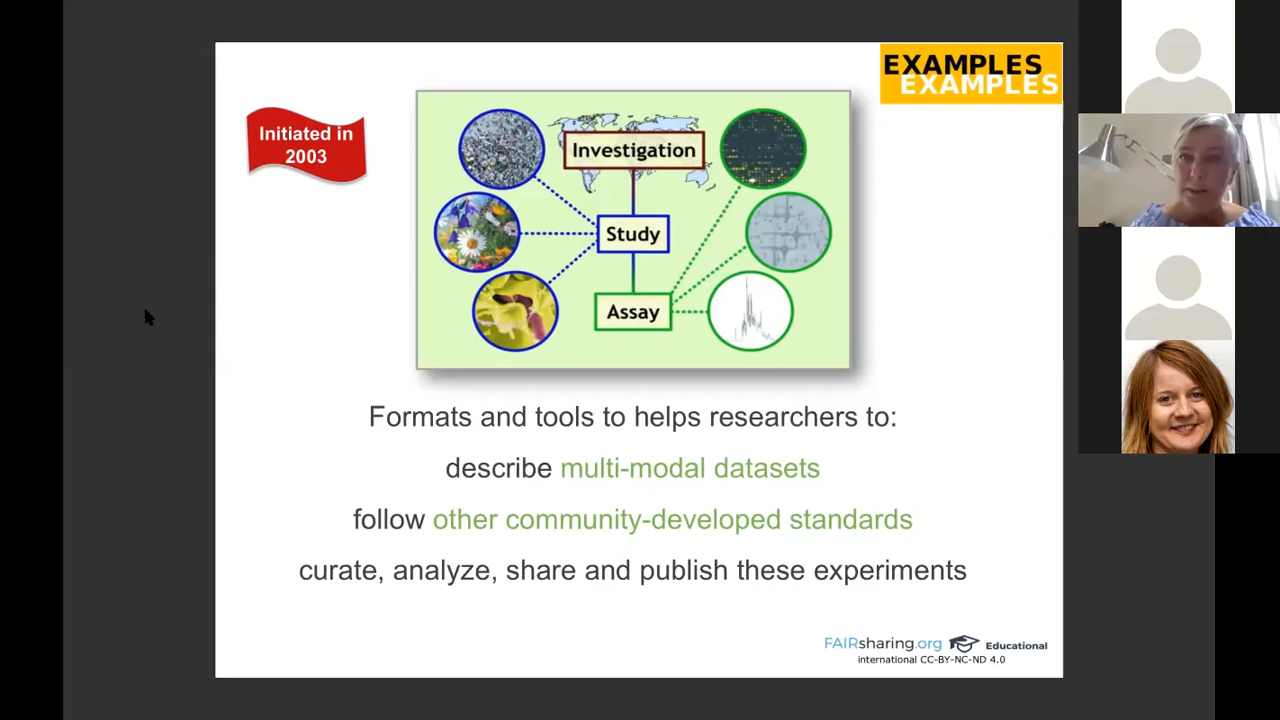 EXAMPLES
EXAMPLES
Initiated in
2003
Investigation
Study
Assay
Formats and tools to helps researchers to:
describe multi-modal datasets
follow other community-developed standards
curate, analyze, share and publish these experiments
FAIRsharing.org Educational
international CC-BY-NC-ND 4.0